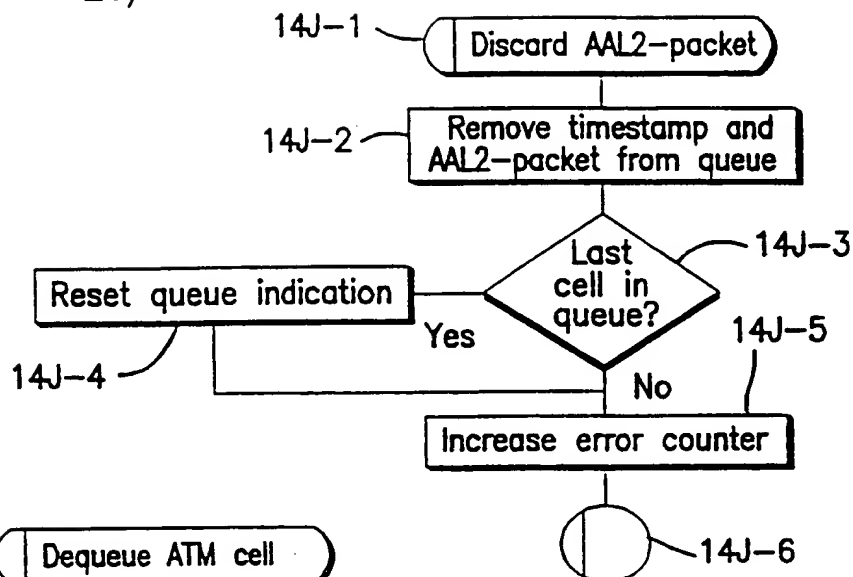 14J-1
Discard AAL2-packet
14J-2
Remove timestamp and
AAL2-packet from queue
14J-3
Last
cell in
queue?
Reset queue indication
Yes
14J-4
14J-5
No
Increase error counter
14J-6
Dequeue ATM cell